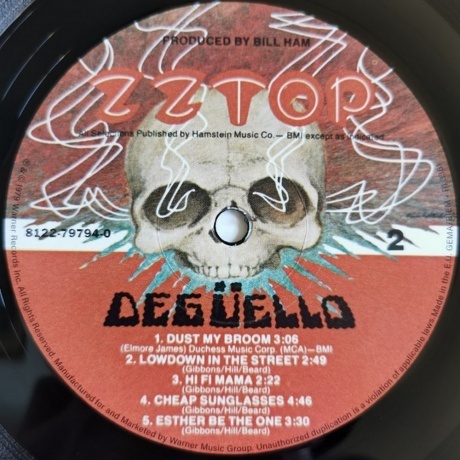 PRODUCED BY BILL HAM
ZZ TOP
All Selections Published by Hamstein Music Co.— BMI except as indicated
8122-79794-0
2
DEGÜELLO
1. DUST MY BROOM 3:06
(Elmore James) Duchess Music Corp. (MCA)—BMI
2. LOWDOWN IN THE STREET 2:49
(Gibbons/Hill/Beard)
3. HI FI MAMA 2:22
(Gibbons/Hill/Beard)
4. CHEAP SUNGLASSES 4:46
(Gibbons/Hill/Beard)
5. ESTHER BE THE ONE 3:30
(Gibbons/Hill/Beard)
℗ © 1979 Warner Records Inc. All Rights Reserved. Manufactured for and Marketed by Warner Music Group. Unauthorized duplication is a violation of applicable laws Made in the E.U. GEMA